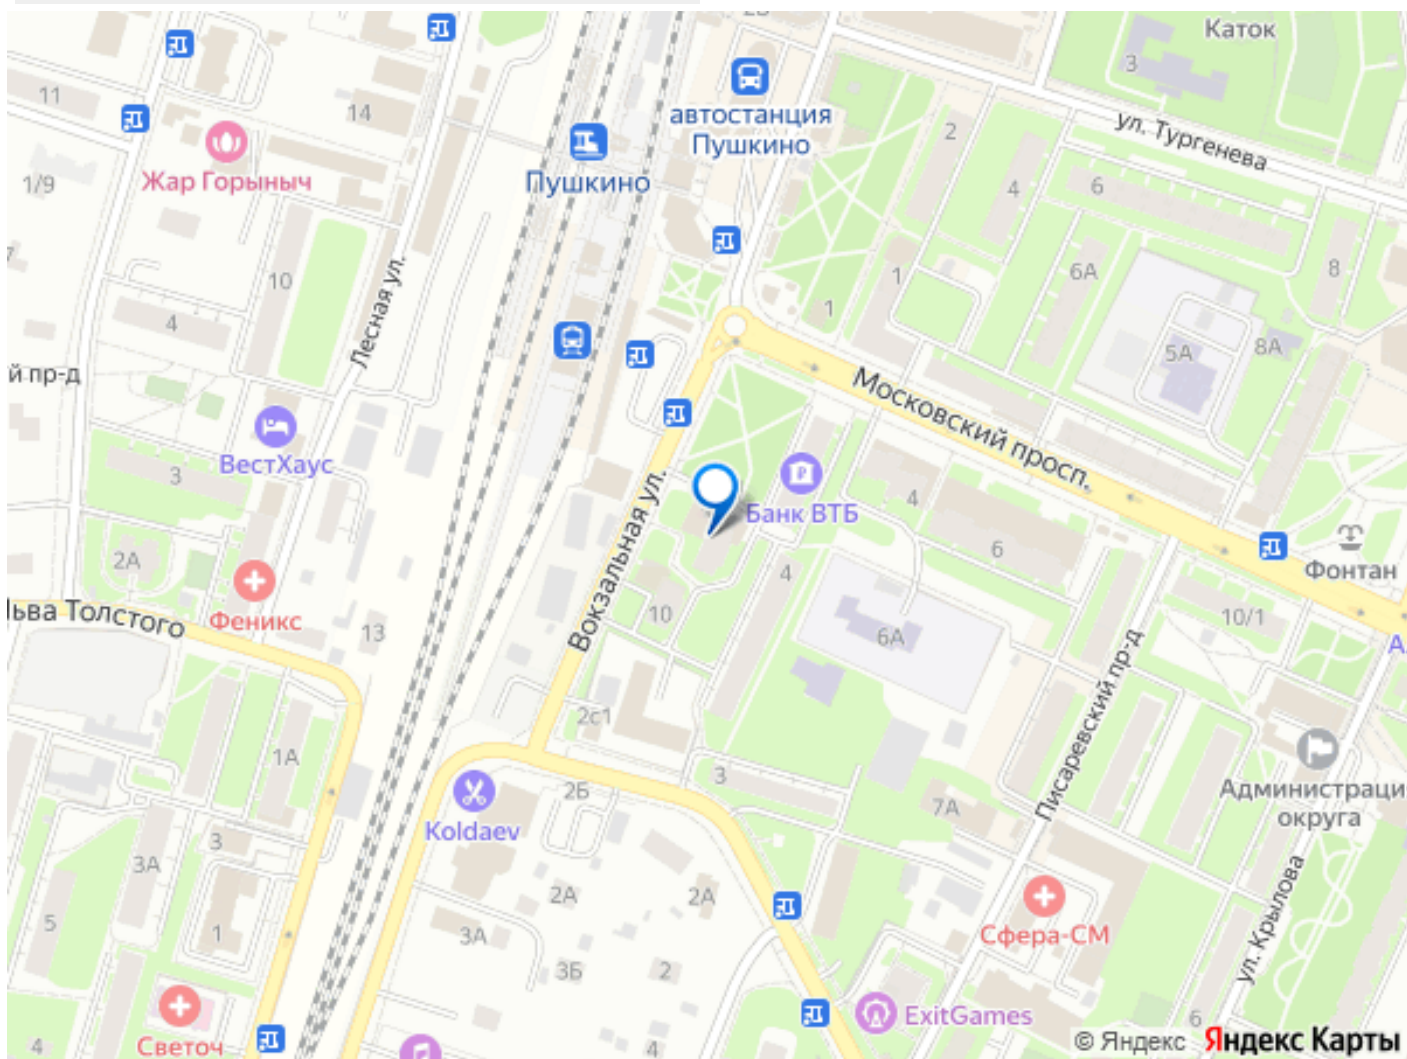 Каток
3
11
14
автостанция
Пушкино
2
ул. Тургенева
Пушкино
Жар Горыныч
1/9
4
6
10
Лесная ул.
1
6А
8
4
1
5А
8А
й пр-д
Московский просп.
ВестХаус
3
Банк ВТБ
4
6
Фонтан
2А
Феникс
Вокзальная ул.
4
10
10/1
ьва Толстого
13
6А
2с1
Писаревский пр-д
1А
3
Администраци
округа
2Б
7А
Koldaev
3
3А
2А
2А
ул. Крылова
5
1
3А
Сфера-СМ
3Б
2
ExitGames
6
Светоч
4
4
© Яндекс Яндекс Карты